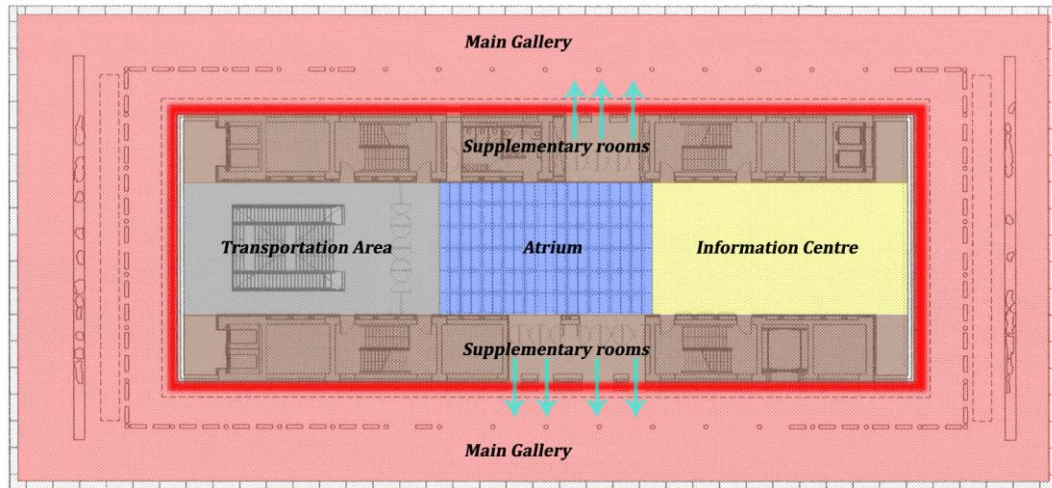 Main Gallery
Supplementary rooms
Transportation Area
Atrium
Information Centre
Supplementary rooms
Main Gallery